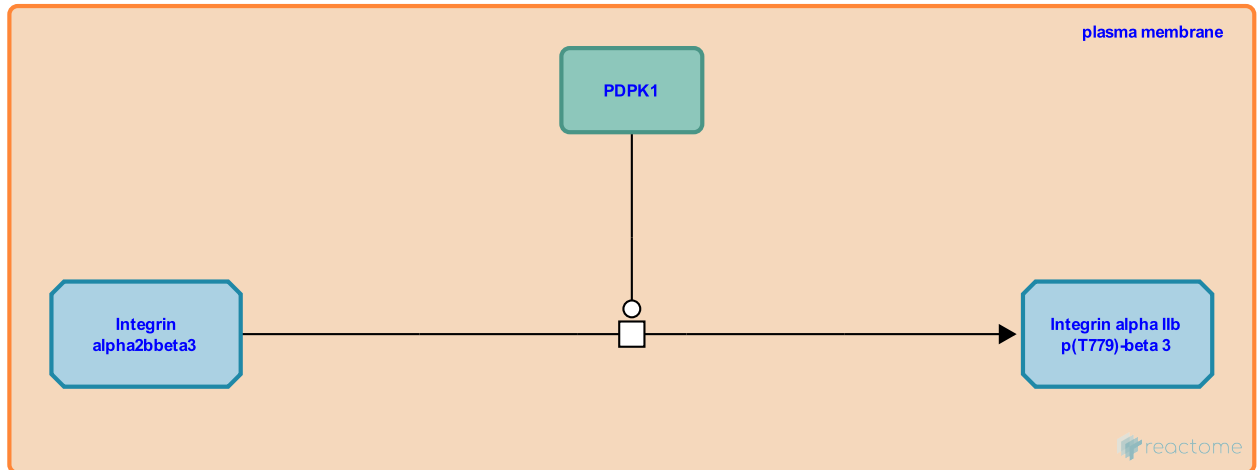 plasma membrane
PDPK1
Integrin
alpha2bbeta3
Integrin alpha IIb
p(T779)-beta 3
reactome